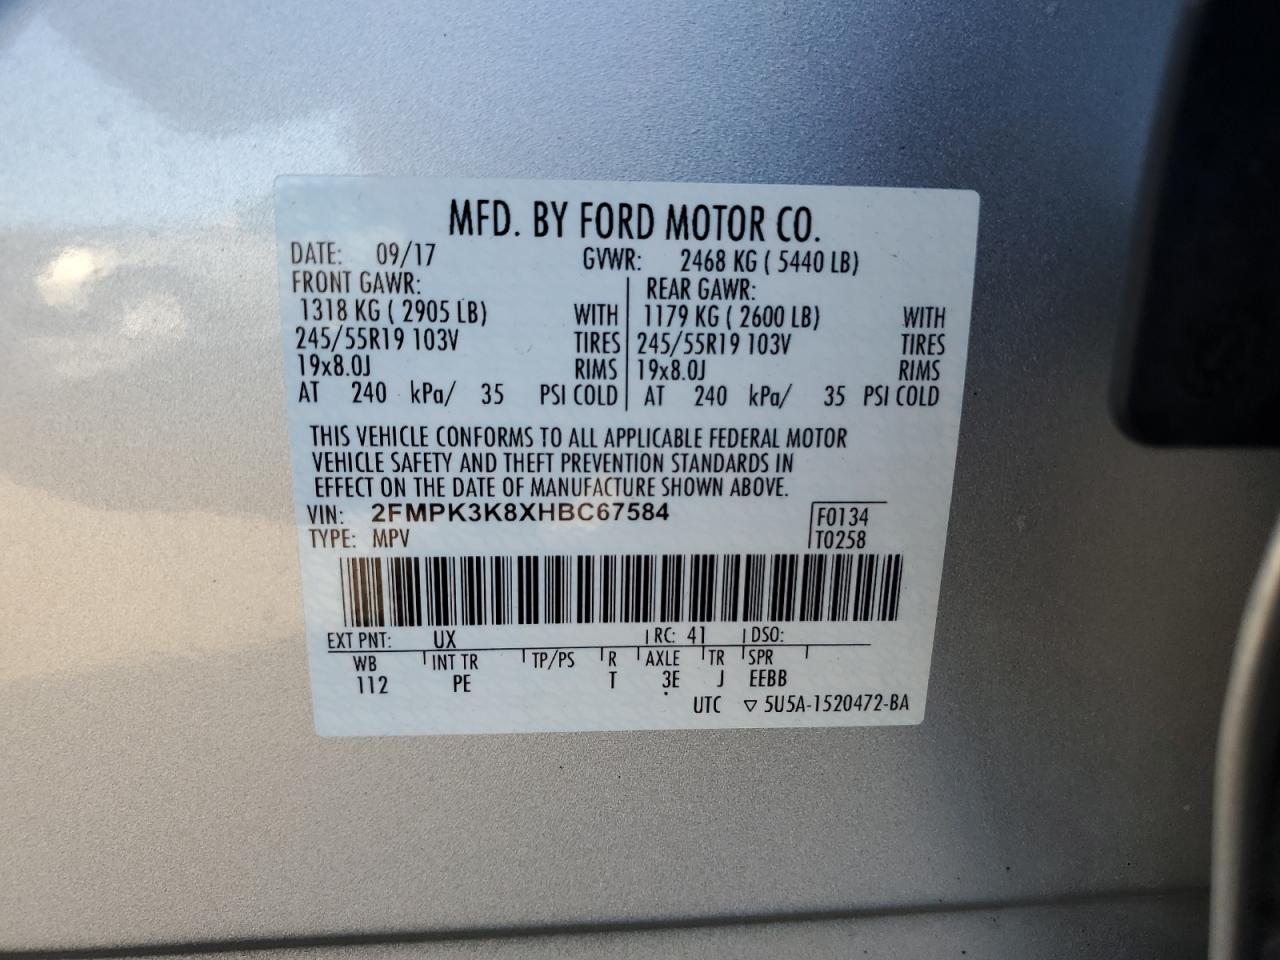 MFD. BY FORD MOTOR CO.
DATE: 09/17 GVWR: 2468 KG ( 5440 LB)
FRONT GAWR: REAR GAWR:
1318 KG ( 2905 LB) WITH 1179 KG ( 2600 LB) WITH
245/55R19 103V TIRES 245/55R19 103V TIRES
19x8.0J RIMS 19x8.0J RIMS
AT 240 kPa/ 35 PSI COLD AT 240 kPa/ 35 PSI COLD
THIS VEHICLE CONFORMS TO ALL APPLICABLE FEDERAL MOTOR
VEHICLE SAFETY AND THEFT PREVENTION STANDARDS IN
EFFECT ON THE DATE OF MANUFACTURE SHOWN ABOVE.
VIN: 2FMPK3K8XHBC67584 F0134
TYPE: MPV T0258
EXT PNT: UX RC: 41 DSO:
WB INT TR TP/PS R AXLE TR SPR
112 PE T 3E J EEBB
UTC ▽ 5U5A-1520472-BA